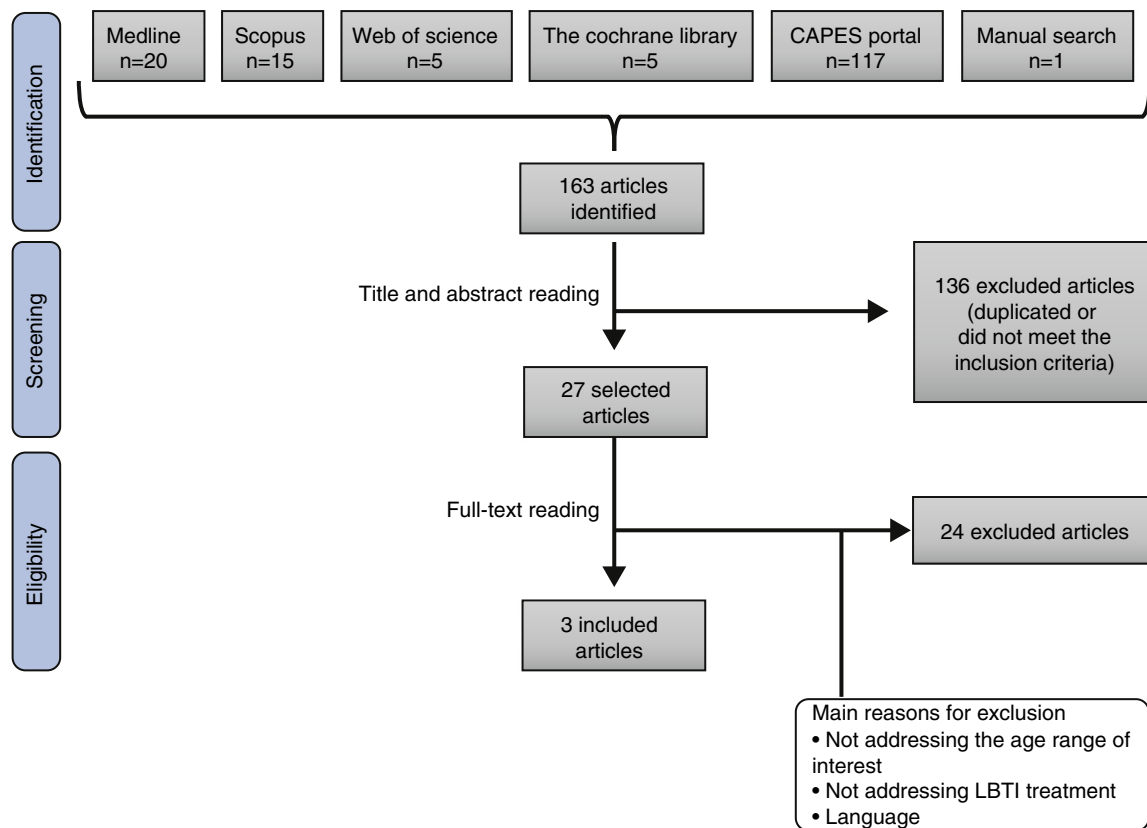 Medline
n=20
Scopus
n=15
Web of science
n=5
The cochrane library
n=5
CAPES portal
n=117
Manual search
n=1
Identification
163 articles
identified
Screening
Title and abstract reading
136 excluded articles
(duplicated or
did not meet the
inclusion criteria)
27 selected
articles
Eligibility
Full-text reading
24 excluded articles
3 included
articles
Main reasons for exclusion
• Not addressing the age range of
interest
• Not addressing LBTI treatment
• Language